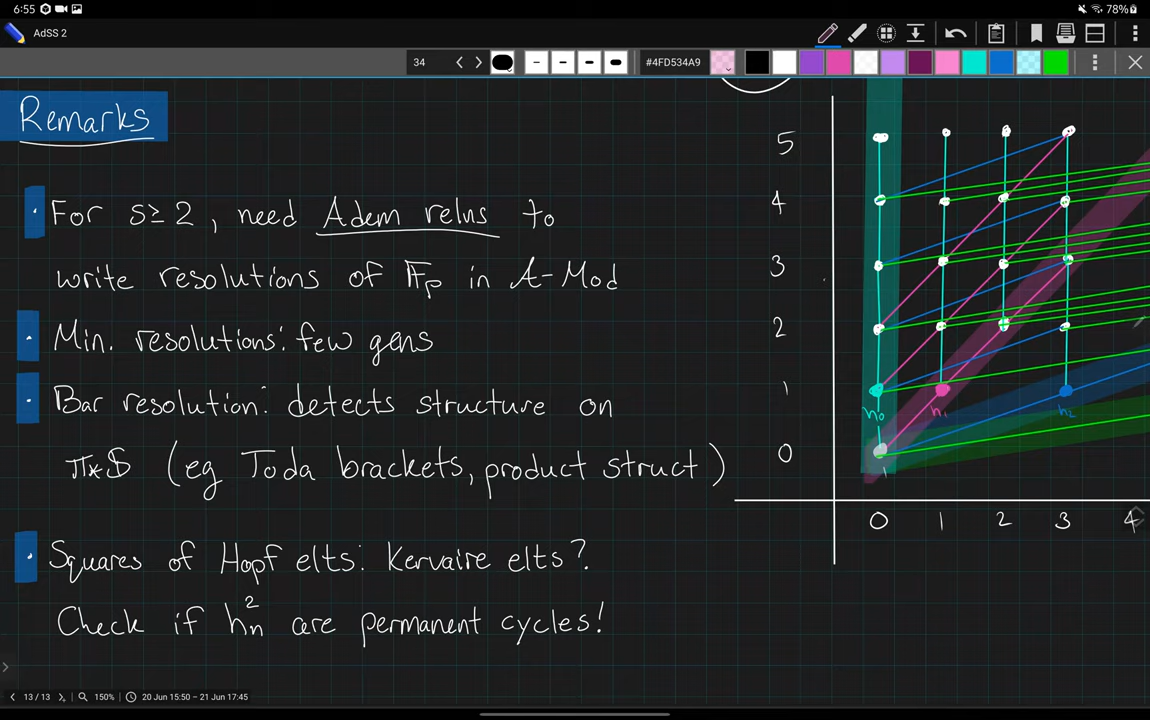 6:55
78%
AdSS 2
34
#4FD534A9
Remarks
· For s ≥ 2, need Adem relns to
write resolutions of 𝔽p in A-Mod
· Min. resolutions: few gens
· Bar resolution: detects structure on
π*𝕊 (eg Toda brackets, product struct)
· Squares of Hopf elts: Kervaire elts?
Check if hn² are permanent cycles!
5
4
3
2
1
h0 h1 h2
0
1
0 1 2 3 4
13 / 13 150% 20 Jun 15:50 – 21 Jun 17:45